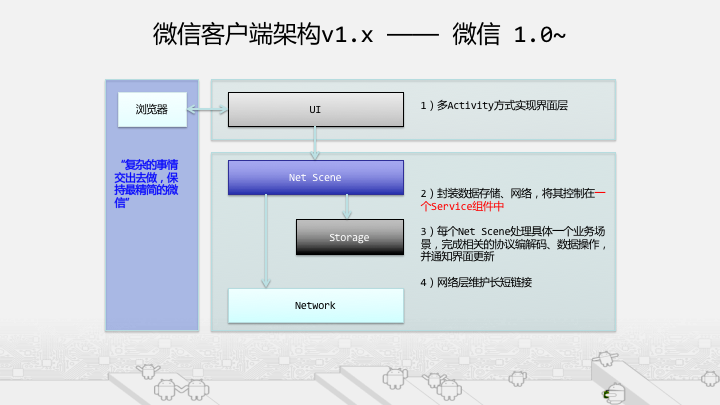 微信客户端架构v1.x —— 微信 1.0~
浏览器
UI
1）多Activity方式实现界面层
“复杂的事情
交出去做，保
持最精简的微
信”
Net Scene
2）封装数据存储、网络，将其控制在一
个Service组件中
Storage
3）每个Net Scene处理具体一个业务场
景，完成相关的协议编解码、数据操作，
并通知界面更新
4）网络层维护长短链接
Network